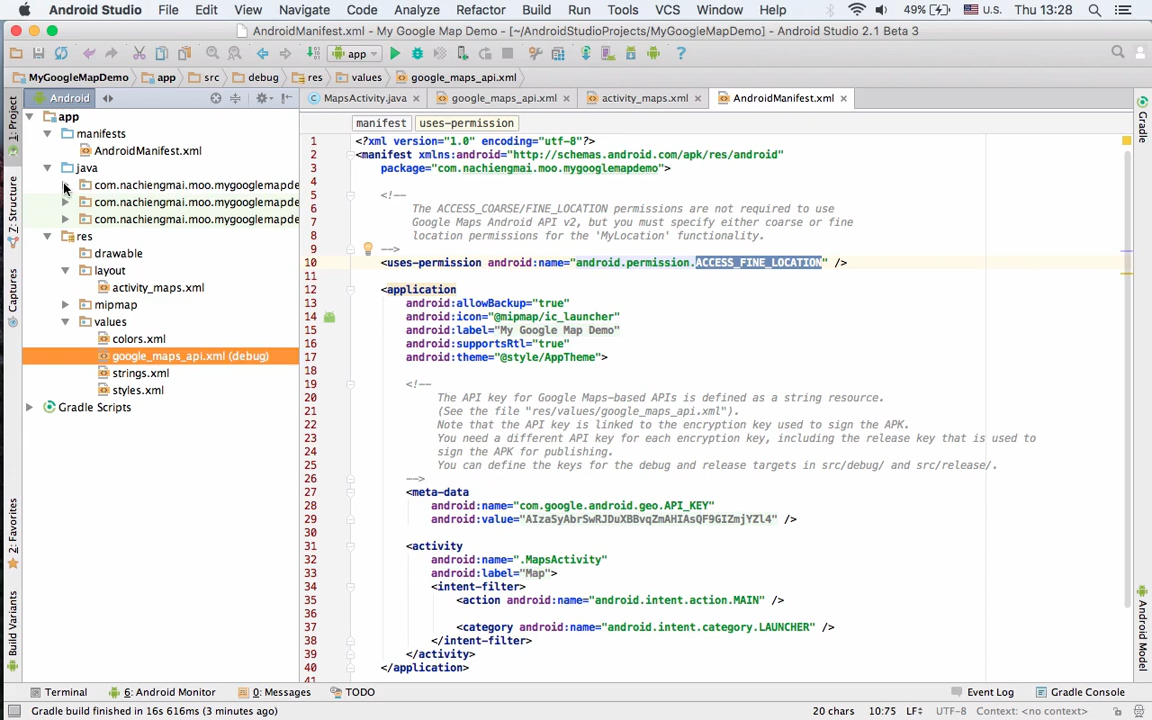 Android Studio File Edit View Navigate Code Analyze Refactor Build Run Tools VCS Window Help 49% U.S. Thu 13:28
AndroidManifest.xml - My Google Map Demo - [~/AndroidStudioProjects/MyGoogleMapDemo] - Android Studio 2.1 Beta 3
app
MyGoogleMapDemo app src debug res values google_maps_api.xml
Android MapsActivity.java google_maps_api.xml activity_maps.xml AndroidManifest.xml
1: Project
Z: Structure
Captures
2: Favorites
Build Variants
app
manifests
AndroidManifest.xml
java
com.nachiengmai.moo.mygooglemapde
com.nachiengmai.moo.mygooglemapde
com.nachiengmai.moo.mygooglemapde
res
drawable
layout
activity_maps.xml
mipmap
values
colors.xml
google_maps_api.xml (debug)
strings.xml
styles.xml
Gradle Scripts
manifest uses-permission
1 <?xml version="1.0" encoding="utf-8"?>
2 <manifest xmlns:android="http://schemas.android.com/apk/res/android"
3 package="com.nachiengmai.moo.mygooglemapdemo">
4
5 <!--
6 The ACCESS_COARSE/FINE_LOCATION permissions are not required to use
7 Google Maps Android API v2, but you must specify either coarse or fine
8 location permissions for the 'MyLocation' functionality.
9 -->
10 <uses-permission android:name="android.permission.ACCESS_FINE_LOCATION" />
11
12 <application
13 android:allowBackup="true"
14 android:icon="@mipmap/ic_launcher"
15 android:label="My Google Map Demo"
16 android:supportsRtl="true"
17 android:theme="@style/AppTheme">
18
19 <!--
20 The API key for Google Maps-based APIs is defined as a string resource.
21 (See the file "res/values/google_maps_api.xml").
22 Note that the API key is linked to the encryption key used to sign the APK.
23 You need a different API key for each encryption key, including the release key that is used to
24 sign the APK for publishing.
25 You can define the keys for the debug and release targets in src/debug/ and src/release/.
26 -->
27 <meta-data
28 android:name="com.google.android.geo.API_KEY"
29 android:value="AIzaSyAbrSwRJDuXBBvqZmAHIAsQF9GIZmjYZl4" />
30
31 <activity
32 android:name=".MapsActivity"
33 android:label="Map">
34 <intent-filter>
35 <action android:name="android.intent.action.MAIN" />
36
37 <category android:name="android.intent.category.LAUNCHER" />
38 </intent-filter>
39 </activity>
40 </application>
Gradle
Android Model
Terminal 6: Android Monitor 0: Messages TODO Event Log Gradle Console
Gradle build finished in 16s 616ms (3 minutes ago) 20 chars 10:75 LF UTF-8 Context: <no context>